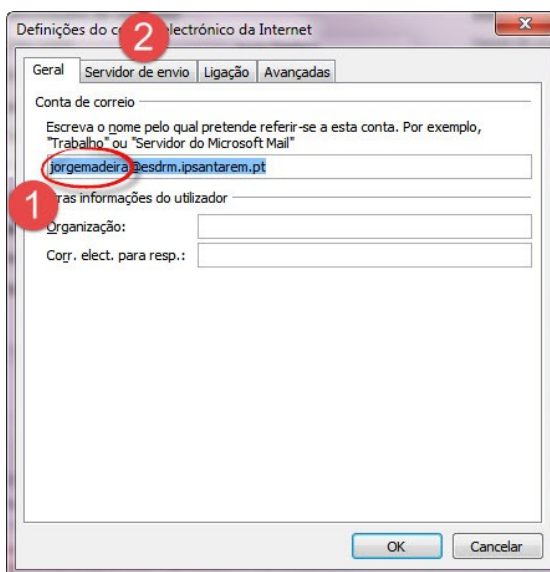 Definições do c 2 lectrónico da Internet
Geral Servidor de envio Ligação Avançadas
Conta de correio
Escreva o nome pelo qual pretende referir-se a esta conta. Por exemplo,
"Trabalho" ou "Servidor do Microsoft Mail"
jorgemadeira@esdrm.ipsantarem.pt
1 ras informações do utilizador
Organização:
Corr. elect. para resp.:
OK Cancelar